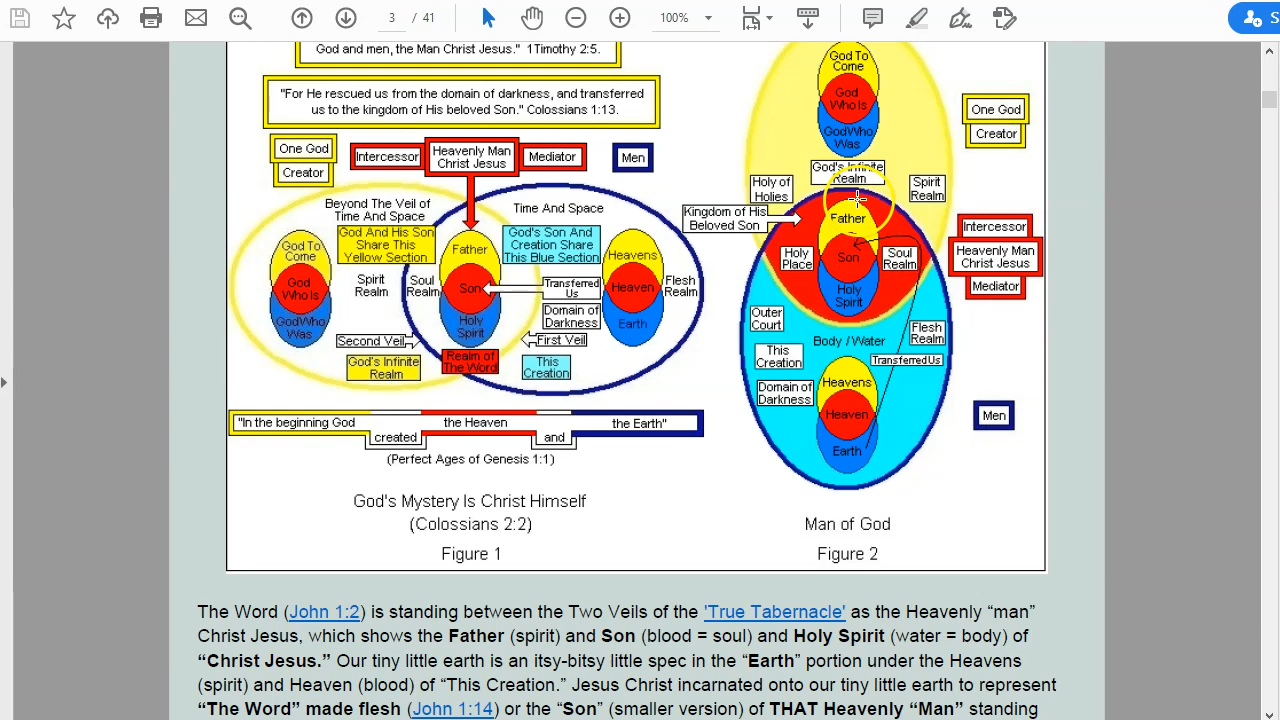 3 / 41
100%
S
God and men, the Man Christ Jesus." 1Timothy 2:5.
"For He rescued us from the domain of darkness, and transferred
us to the kingdom of His beloved Son." Colossians 1:13.
One God
Creator
Intercessor
Heavenly Man
Christ Jesus
Mediator
Men
Beyond The Veil of
Time And Space
Time And Space
God And His Son
Share This
Yellow Section
God's Son And
Creation Share
This Blue Section
God To
Come
God
Who Is
God Who
Was
Spirit
Realm
Soul
Realm
Father
Son
Holy
Spirit
Transferred
Us
Domain of
Darkness
Heavens
Heaven
Earth
Flesh
Realm
Second Veil
First Veil
God's Infinite
Realm
Realm of
The Word
This
Creation
"In the beginning God
created
the Heaven
and
the Earth"
(Perfect Ages of Genesis 1:1)
God's Mystery Is Christ Himself
(Colossians 2:2)
Figure 1
God To
Come
God
Who Is
God Who
Was
God's Infinite
Realm
One God
Creator
Holy of
Holies
Spirit
Realm
Kingdom of His
Beloved Son
Father
Son
Holy
Spirit
Holy
Place
Soul
Realm
Intercessor
Heavenly Man
Christ Jesus
Mediator
Outer
Court
Flesh
Realm
This
Creation
Body / Water
Transferred Us
Domain of
Darkness
Heavens
Heaven
Earth
Men
Man of God
Figure 2
The Word (John 1:2) is standing between the Two Veils of the 'True Tabernacle' as the Heavenly “man”
Christ Jesus, which shows the Father (spirit) and Son (blood = soul) and Holy Spirit (water = body) of
“Christ Jesus.” Our tiny little earth is an itsy-bitsy little spec in the “Earth” portion under the Heavens
(spirit) and Heaven (blood) of “This Creation.” Jesus Christ incarnated onto our tiny little earth to represent
“The Word” made flesh (John 1:14) or the “Son” (smaller version) of THAT Heavenly “Man” standing